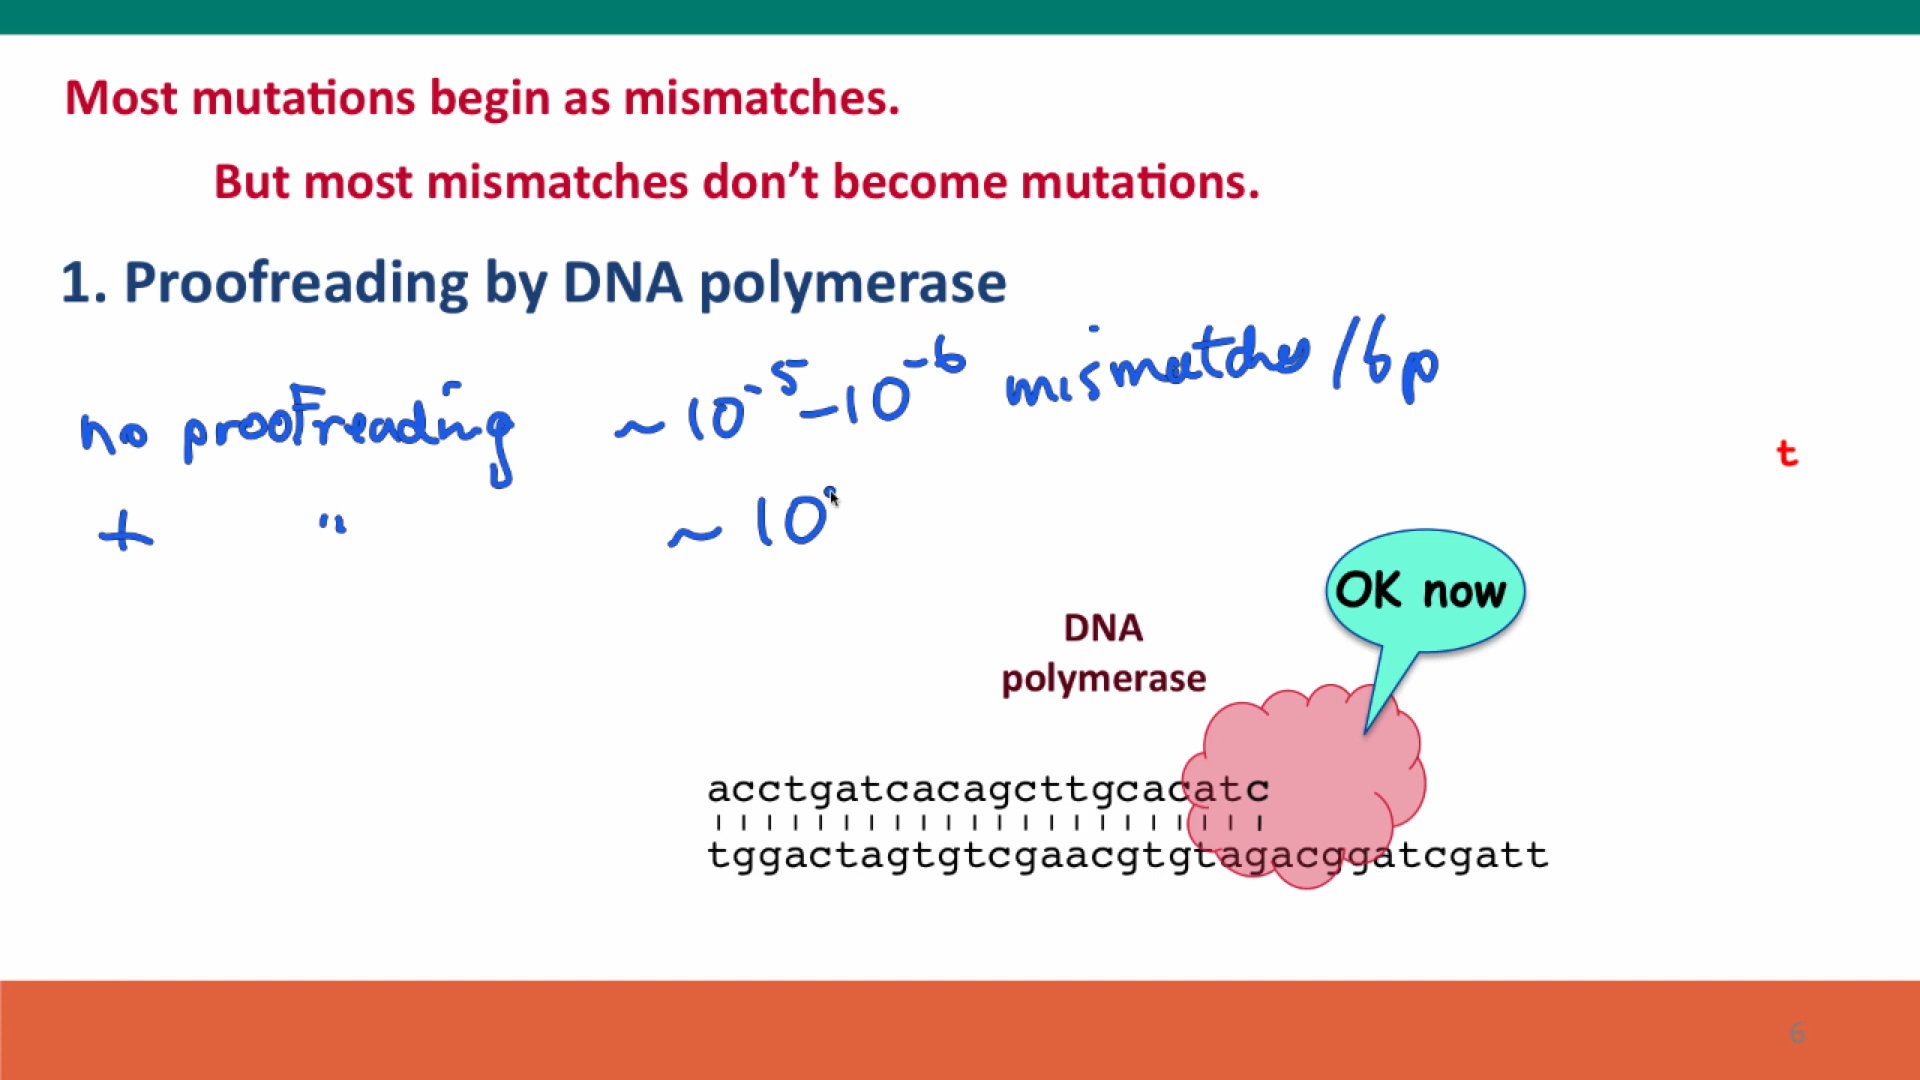 Most mutations begin as mismatches.
But most mismatches don’t become mutations.
1. Proofreading by DNA polymerase
no proofreading ~ 10⁻⁵–10⁻⁶ mismatches /bp
+ " ~ 10
t
OK now
DNA
polymerase
acctgatcacagcttgcacatc
tggactagtgtcgaacgtgtagacggatcgatt
6